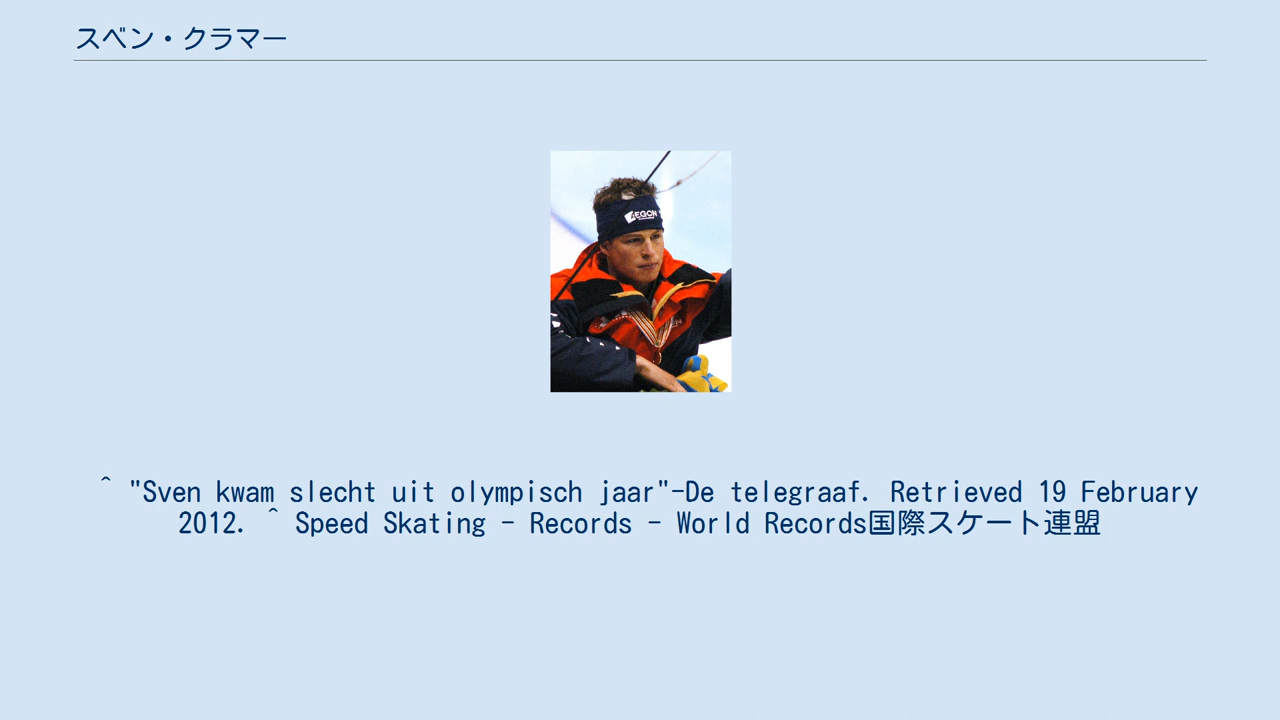 スベン・クラマー
AEGON
^ "Sven kwam slecht uit olympisch jaar"-De telegraaf. Retrieved 19 February
2012. ^ Speed Skating - Records - World Records国際スケート連盟